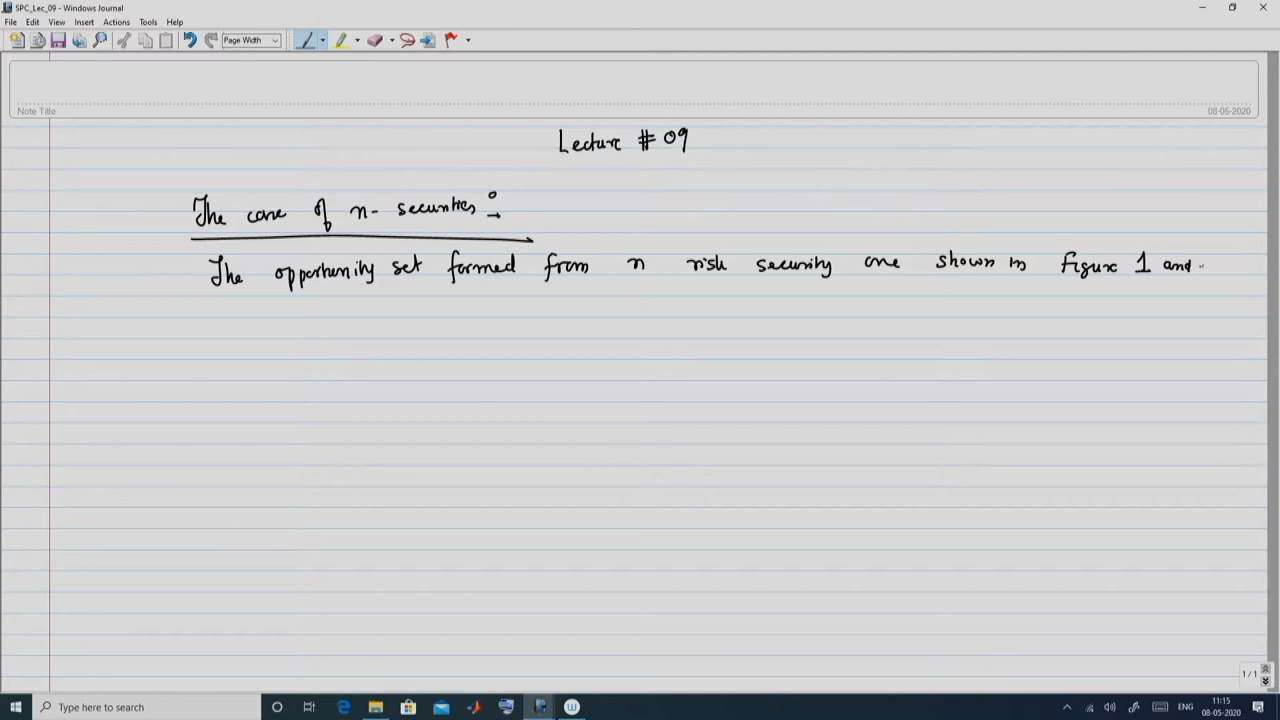 SPC_Lec_09 - Windows Journal
File Edit View Insert Actions Tools Help
Page Width
Note Title
08-05-2020
Lecture # 09
The case of n- securities :-
The opportunity set formed from n risk security are shown in figure 1 and
1/1
Type here to search
ENG
11:15
08-05-2020